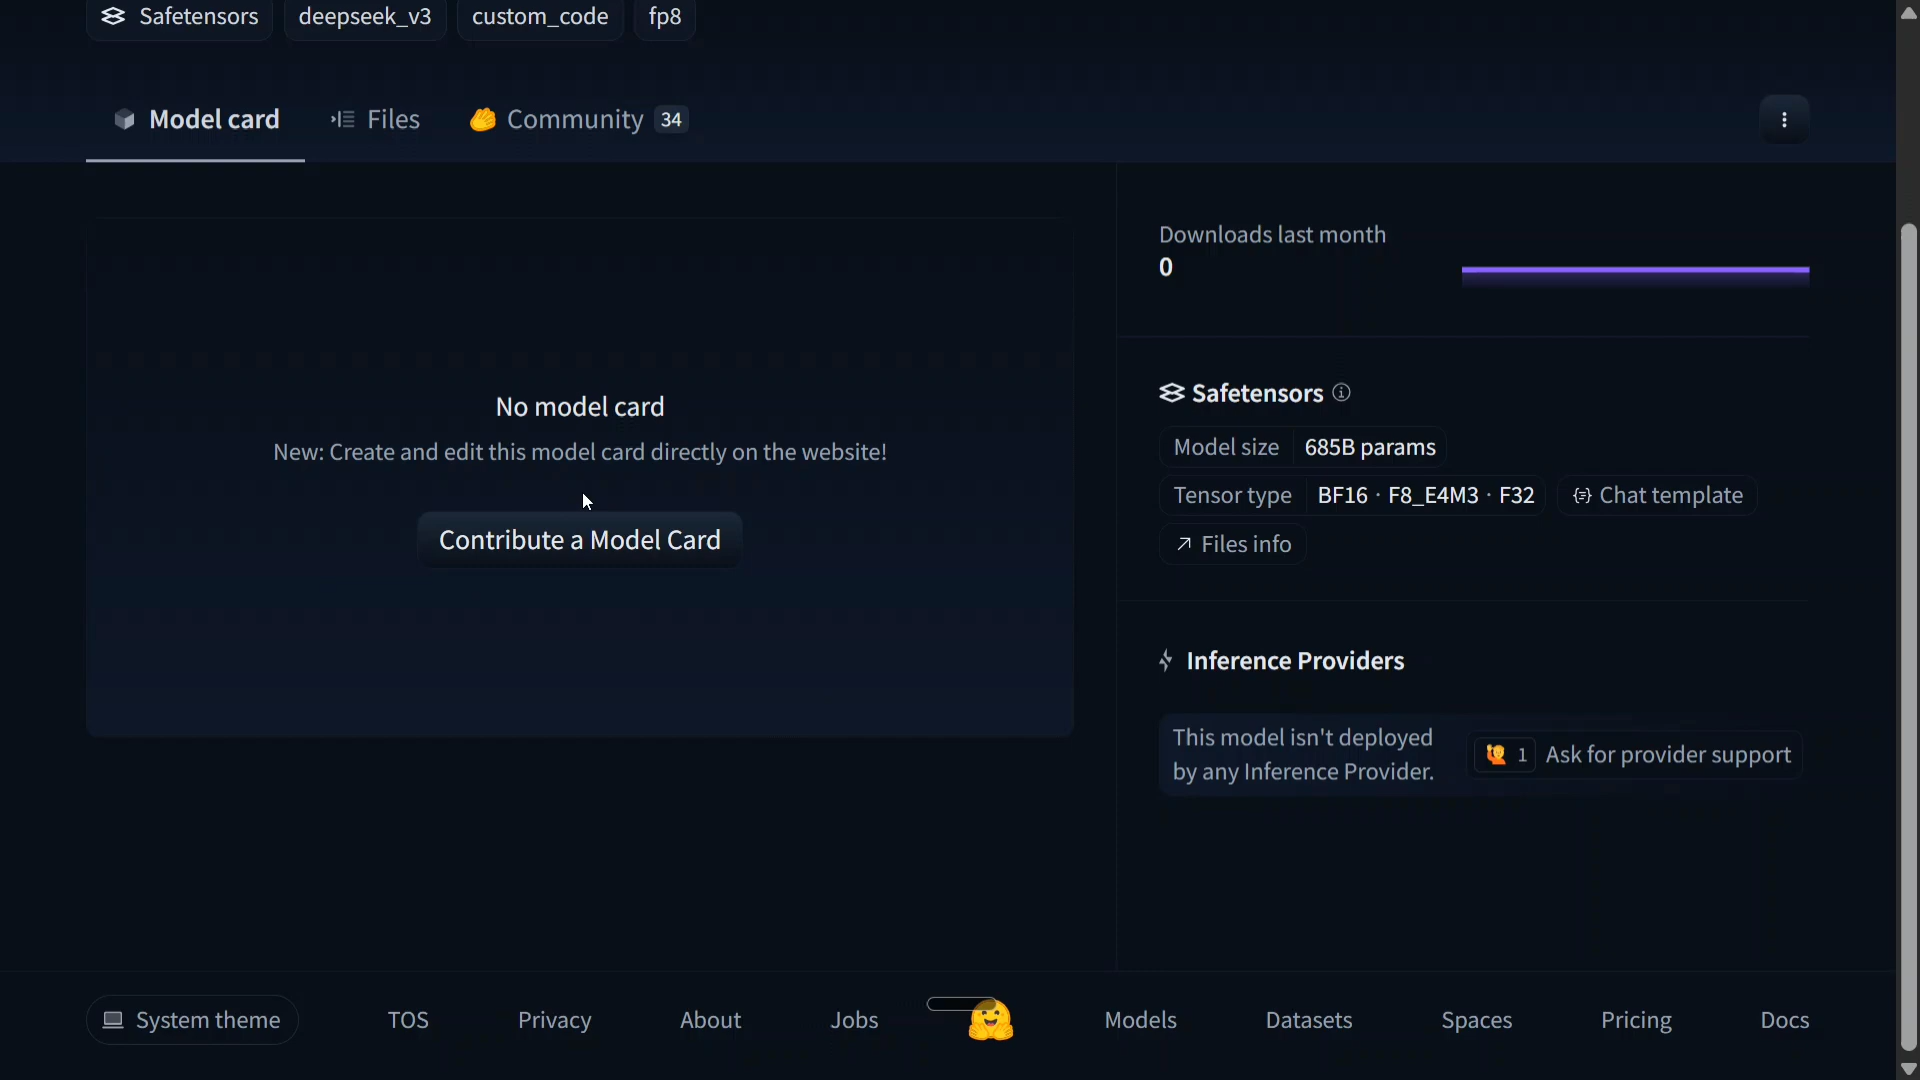 Safetensors deepseek_v3 custom_code fp8
Model card Files Community 34
Downloads last month
0
No model card
New: Create and edit this model card directly on the website!
Contribute a Model Card
Safetensors
Model size 685B params
Tensor type BF16 · F8_E4M3 · F32 Chat template
Files info
Inference Providers
This model isn't deployed
by any Inference Provider.
1 Ask for provider support
System theme TOS Privacy About Jobs Models Datasets Spaces Pricing Docs